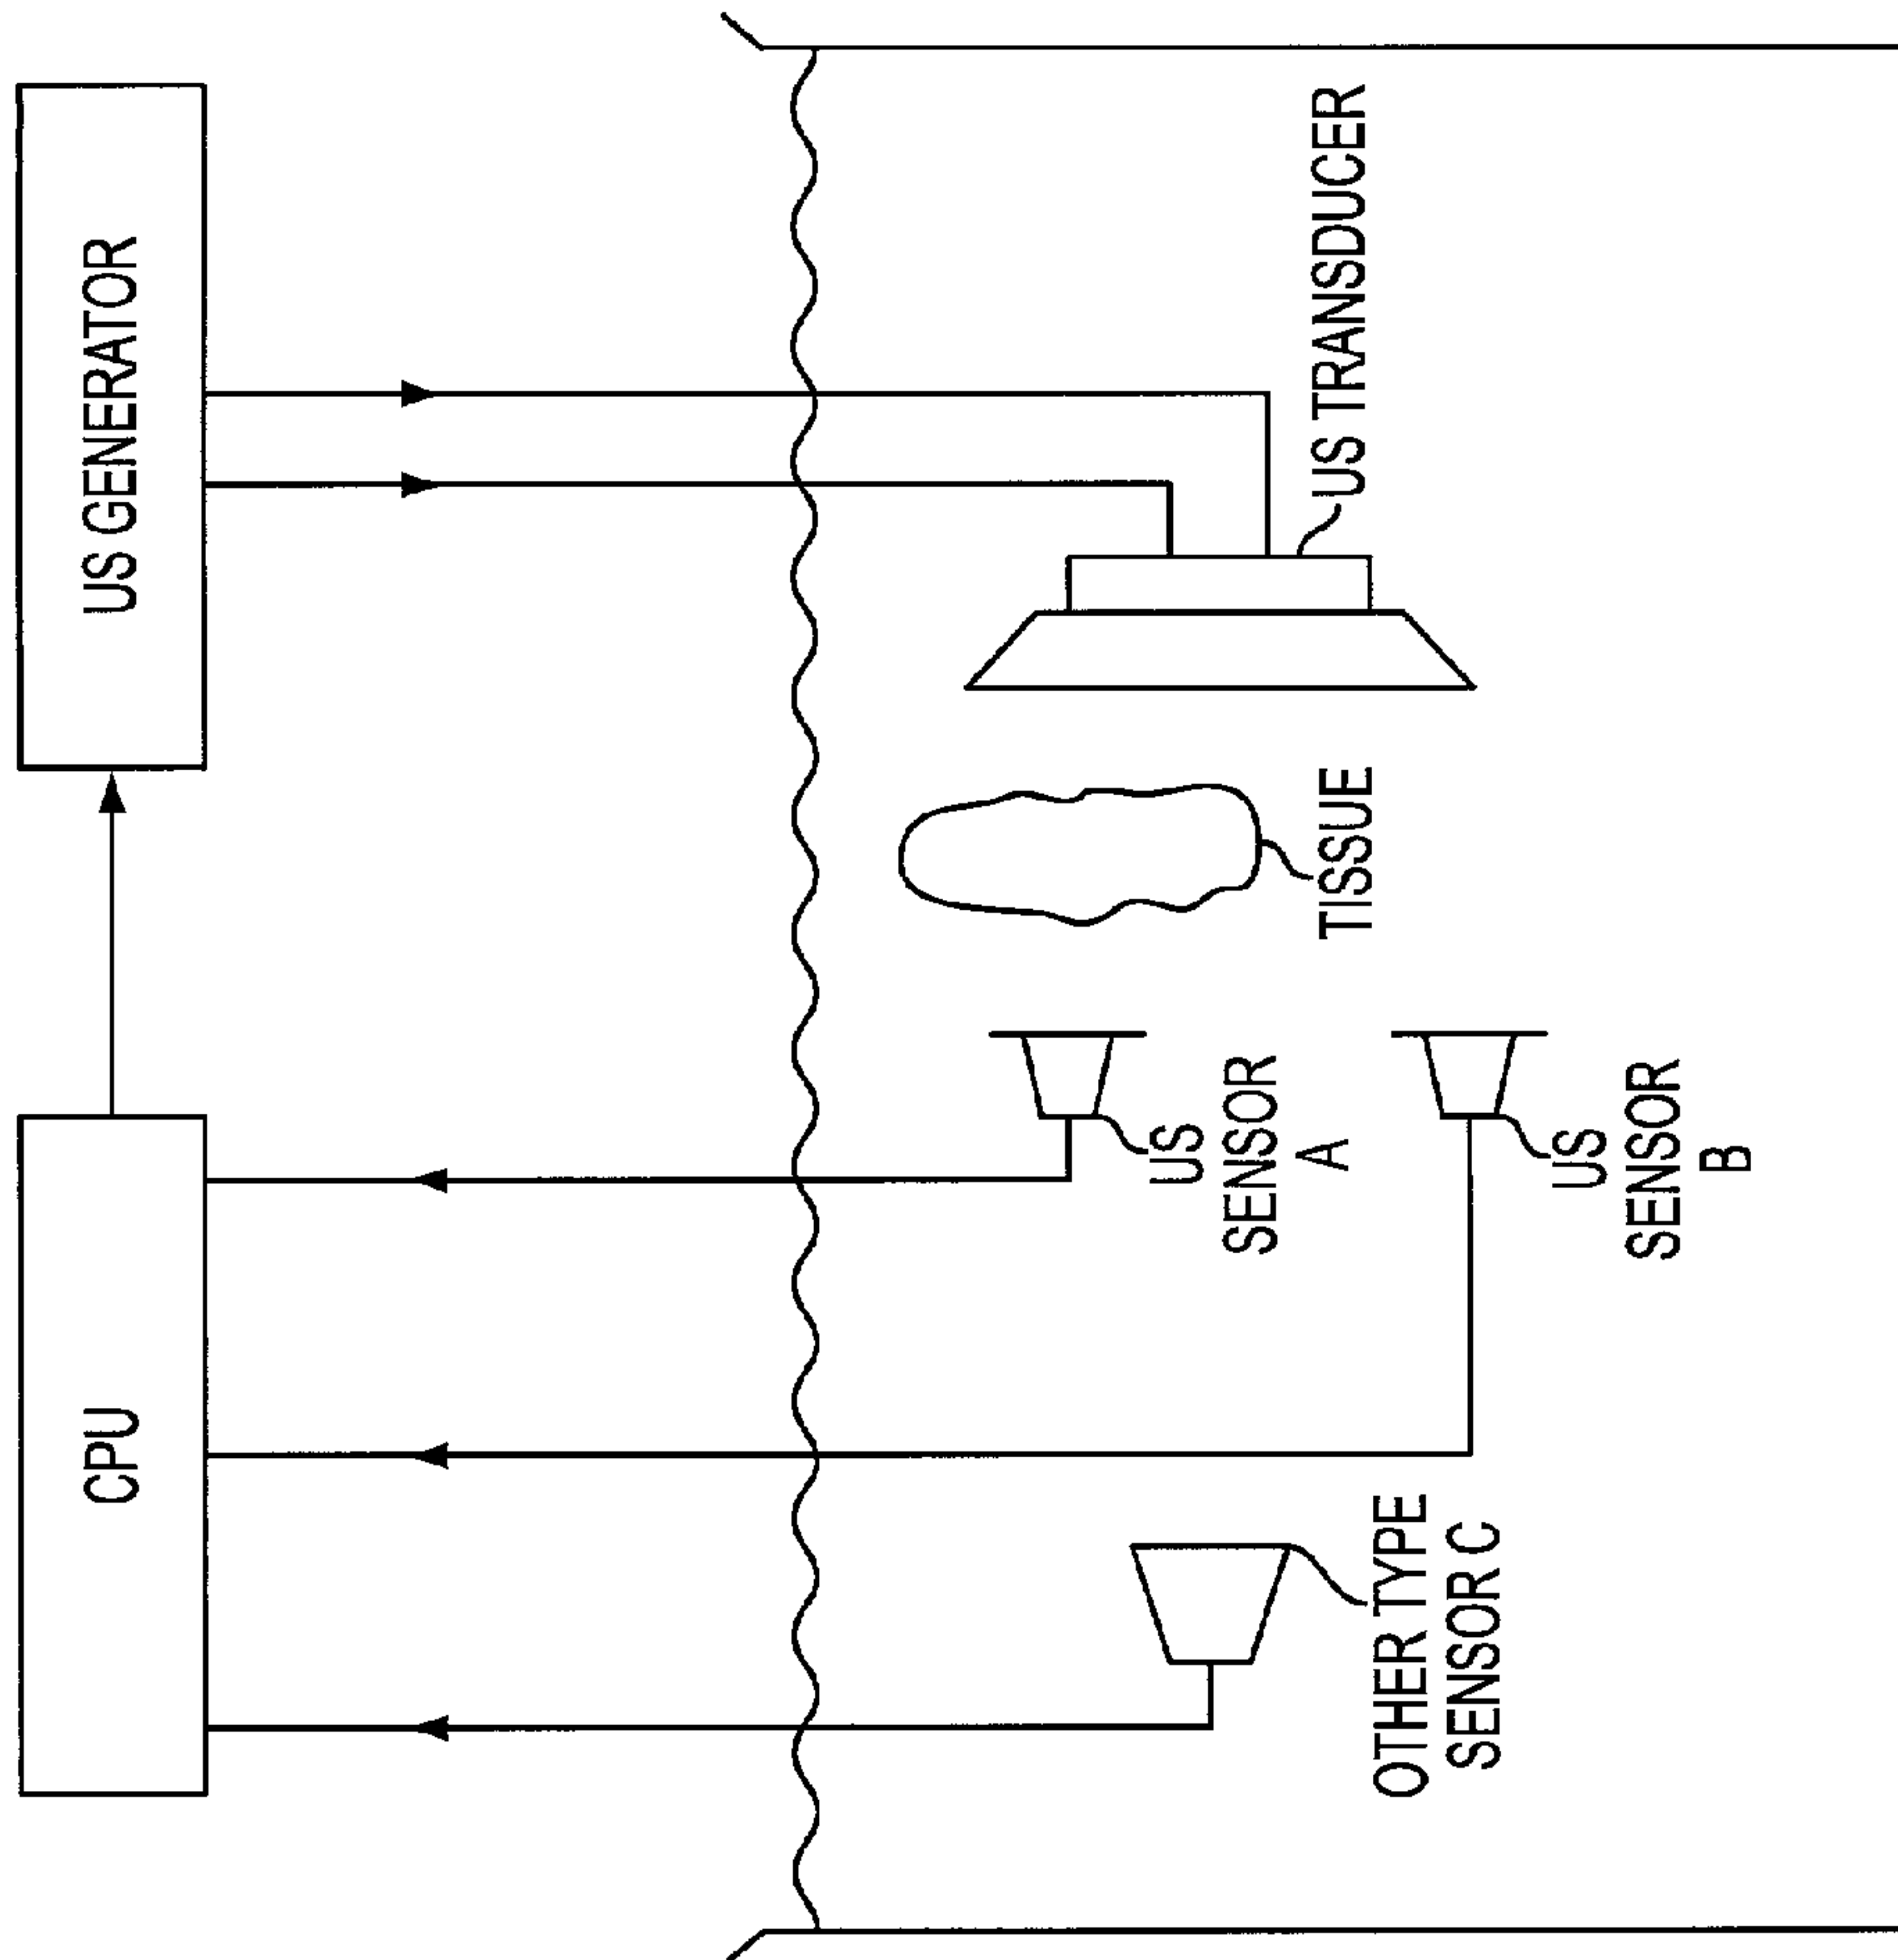 CPU
US GENERATOR
OTHER TYPE
SENSOR C
US
SENSOR
A
US
SENSOR
B
TISSUE
US TRANSDUCER